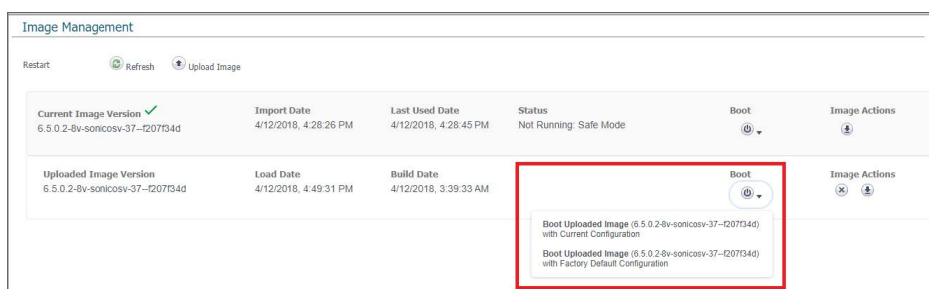 Image Management
Restart Refresh Upload Image
Current Image Version Import Date Last Used Date Status Boot Image Actions
6.5.0.2-8v-sonicosv-37--f207f34d 4/12/2018, 4:28:26 PM 4/12/2018, 4:28:45 PM Not Running: Safe Mode
Uploaded Image Version Load Date Build Date Boot Image Actions
6.5.0.2-8v-sonicosv-37--f207f34d 4/12/2018, 4:49:31 PM 4/12/2018, 3:39:33 AM
Boot Uploaded Image (6.5.0.2-8v-sonicosv-37--f207f34d)
with Current Configuration
Boot Uploaded Image (6.5.0.2-8v-sonicosv-37--f207f34d)
with Factory Default Configuration